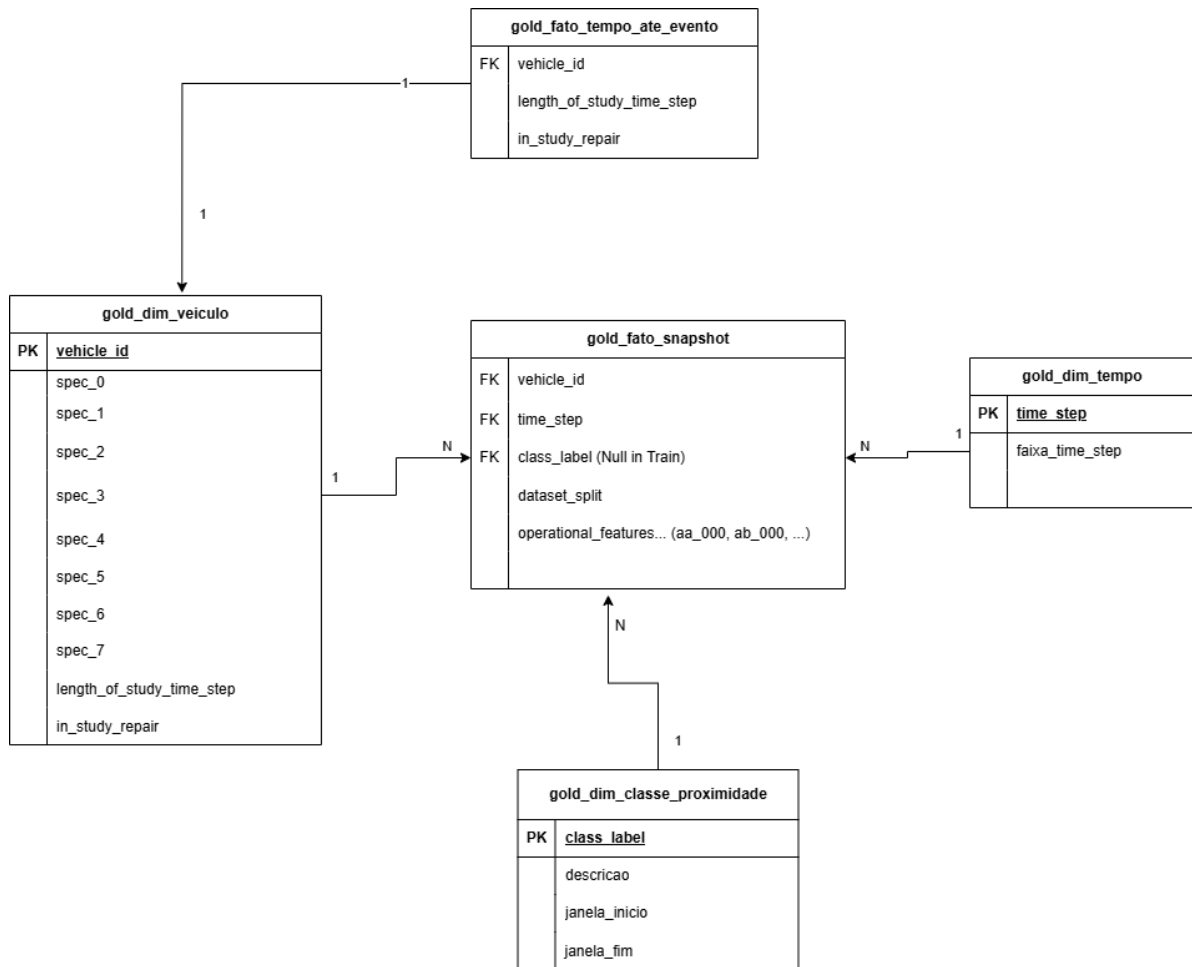 gold_fato_tempo_ate_evento
FK vehicle_id
length_of_study_time_step
in_study_repair
1
1
gold_dim_veiculo
PK vehicle_id
spec_0
spec_1
spec_2
spec_3
spec_4
spec_5
spec_6
spec_7
length_of_study_time_step
in_study_repair
1
N
gold_fato_snapshot
FK vehicle_id
FK time_step
FK class_label (Null in Train)
dataset_split
operational_features... (aa_000, ab_000, ...)
N
1
gold_dim_tempo
PK time_step
faixa_time_step
N
1
gold_dim_classe_proximidade
PK class_label
descricao
janela_inicio
janela_fim